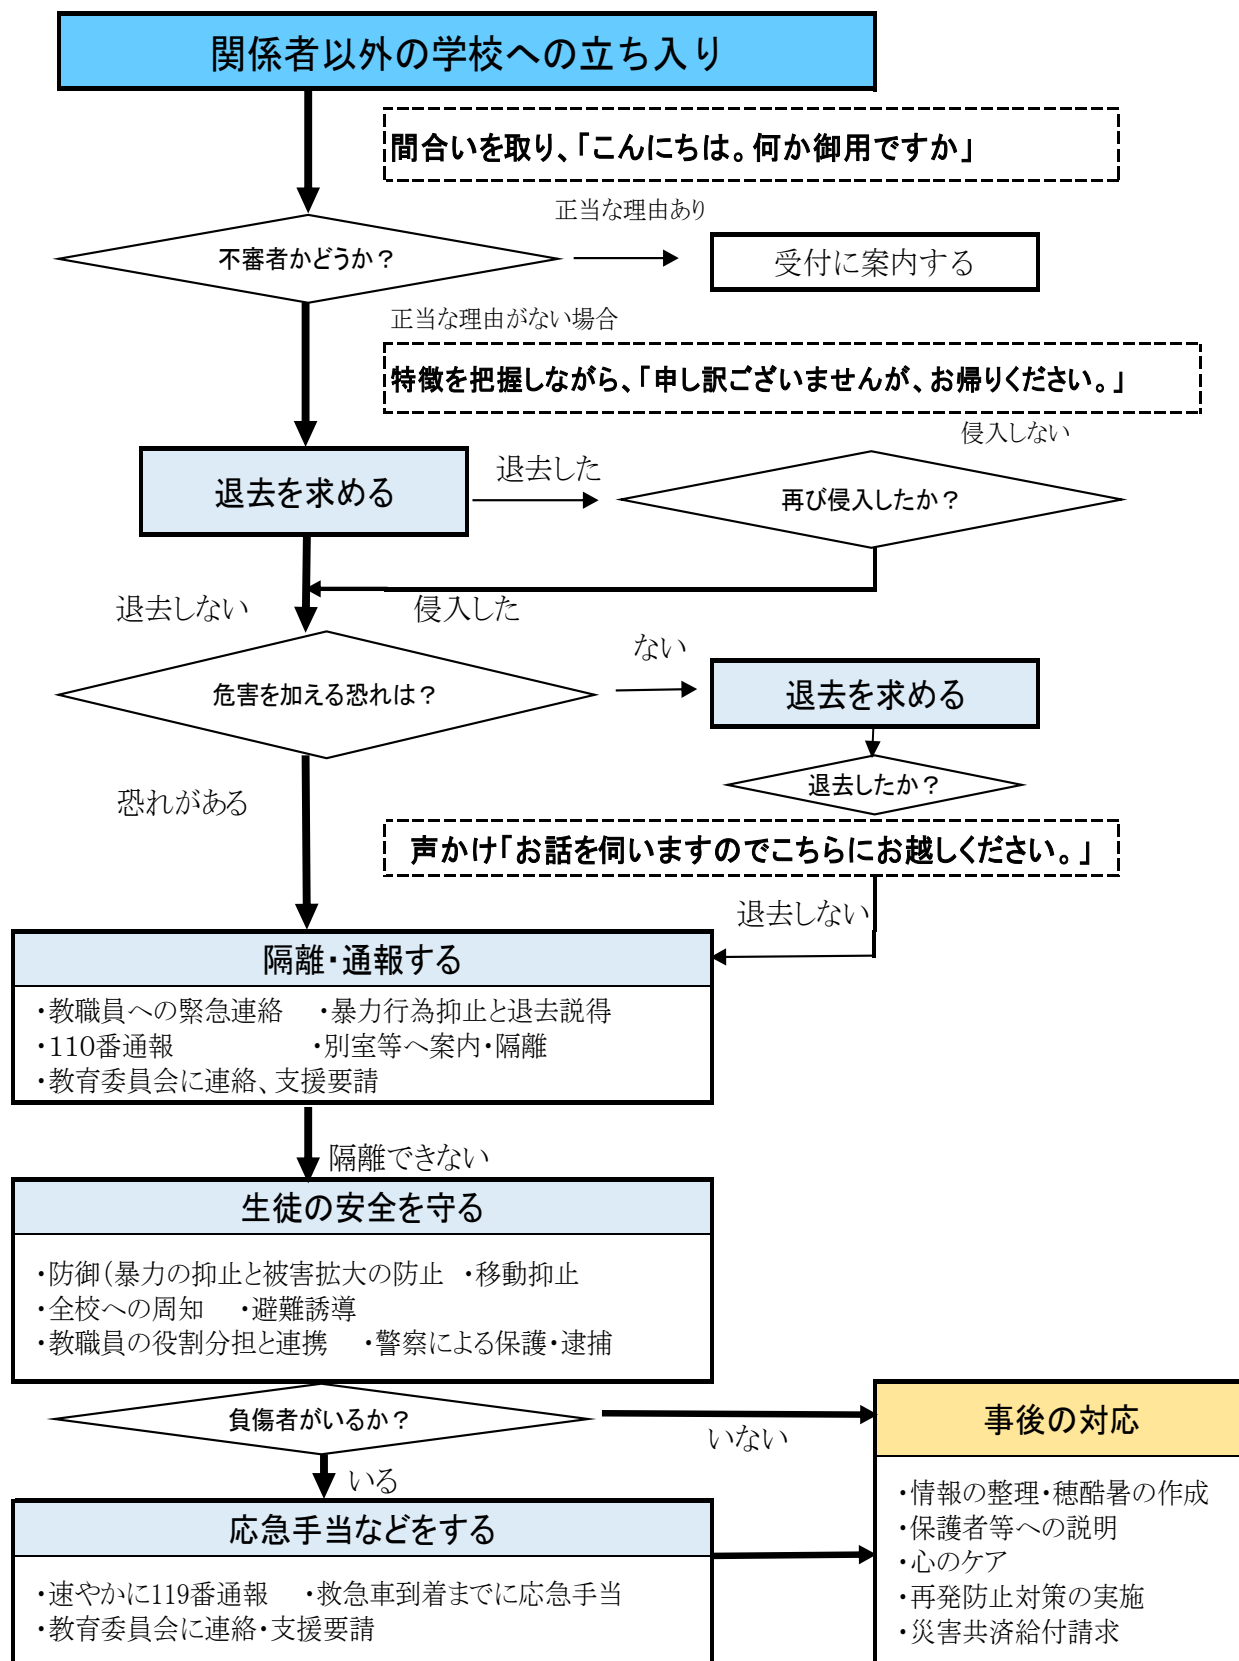 関係者以外の学校への立ち入り
間合いを取り、「こんにちは。何か御用ですか」
正当な理由あり
不審者かどうか？
受付に案内する
正当な理由がない場合
特徴を把握しながら、「申し訳ございませんが、お帰りください。」
侵入しない
退去を求める
退去した
再び侵入したか？
退去しない
侵入した
ない
危害を加える恐れは？
退去を求める
退去したか？
恐れがある
声かけ「お話を伺いますのでこちらにお越しください。」
退去しない
隔離・通報する
・教職員への緊急連絡　・暴力行為抑止と退去説得
・110番通報　・別室等へ案内・隔離
・教育委員会に連絡、支援要請
隔離できない
生徒の安全を守る
・防御（暴力の抑止と被害拡大の防止　・移動抑止
・全校への周知　・避難誘導
・教職員の役割分担と連携　・警察による保護・逮捕
負傷者がいるか？
いない
いる
事後の対応
・情報の整理・穂酷暑の作成
・保護者等への説明
・心のケア
・再発防止対策の実施
・災害共済給付請求
応急手当などをする
・速やかに119番通報　・救急車到着までに応急手当
・教育委員会に連絡・支援要請